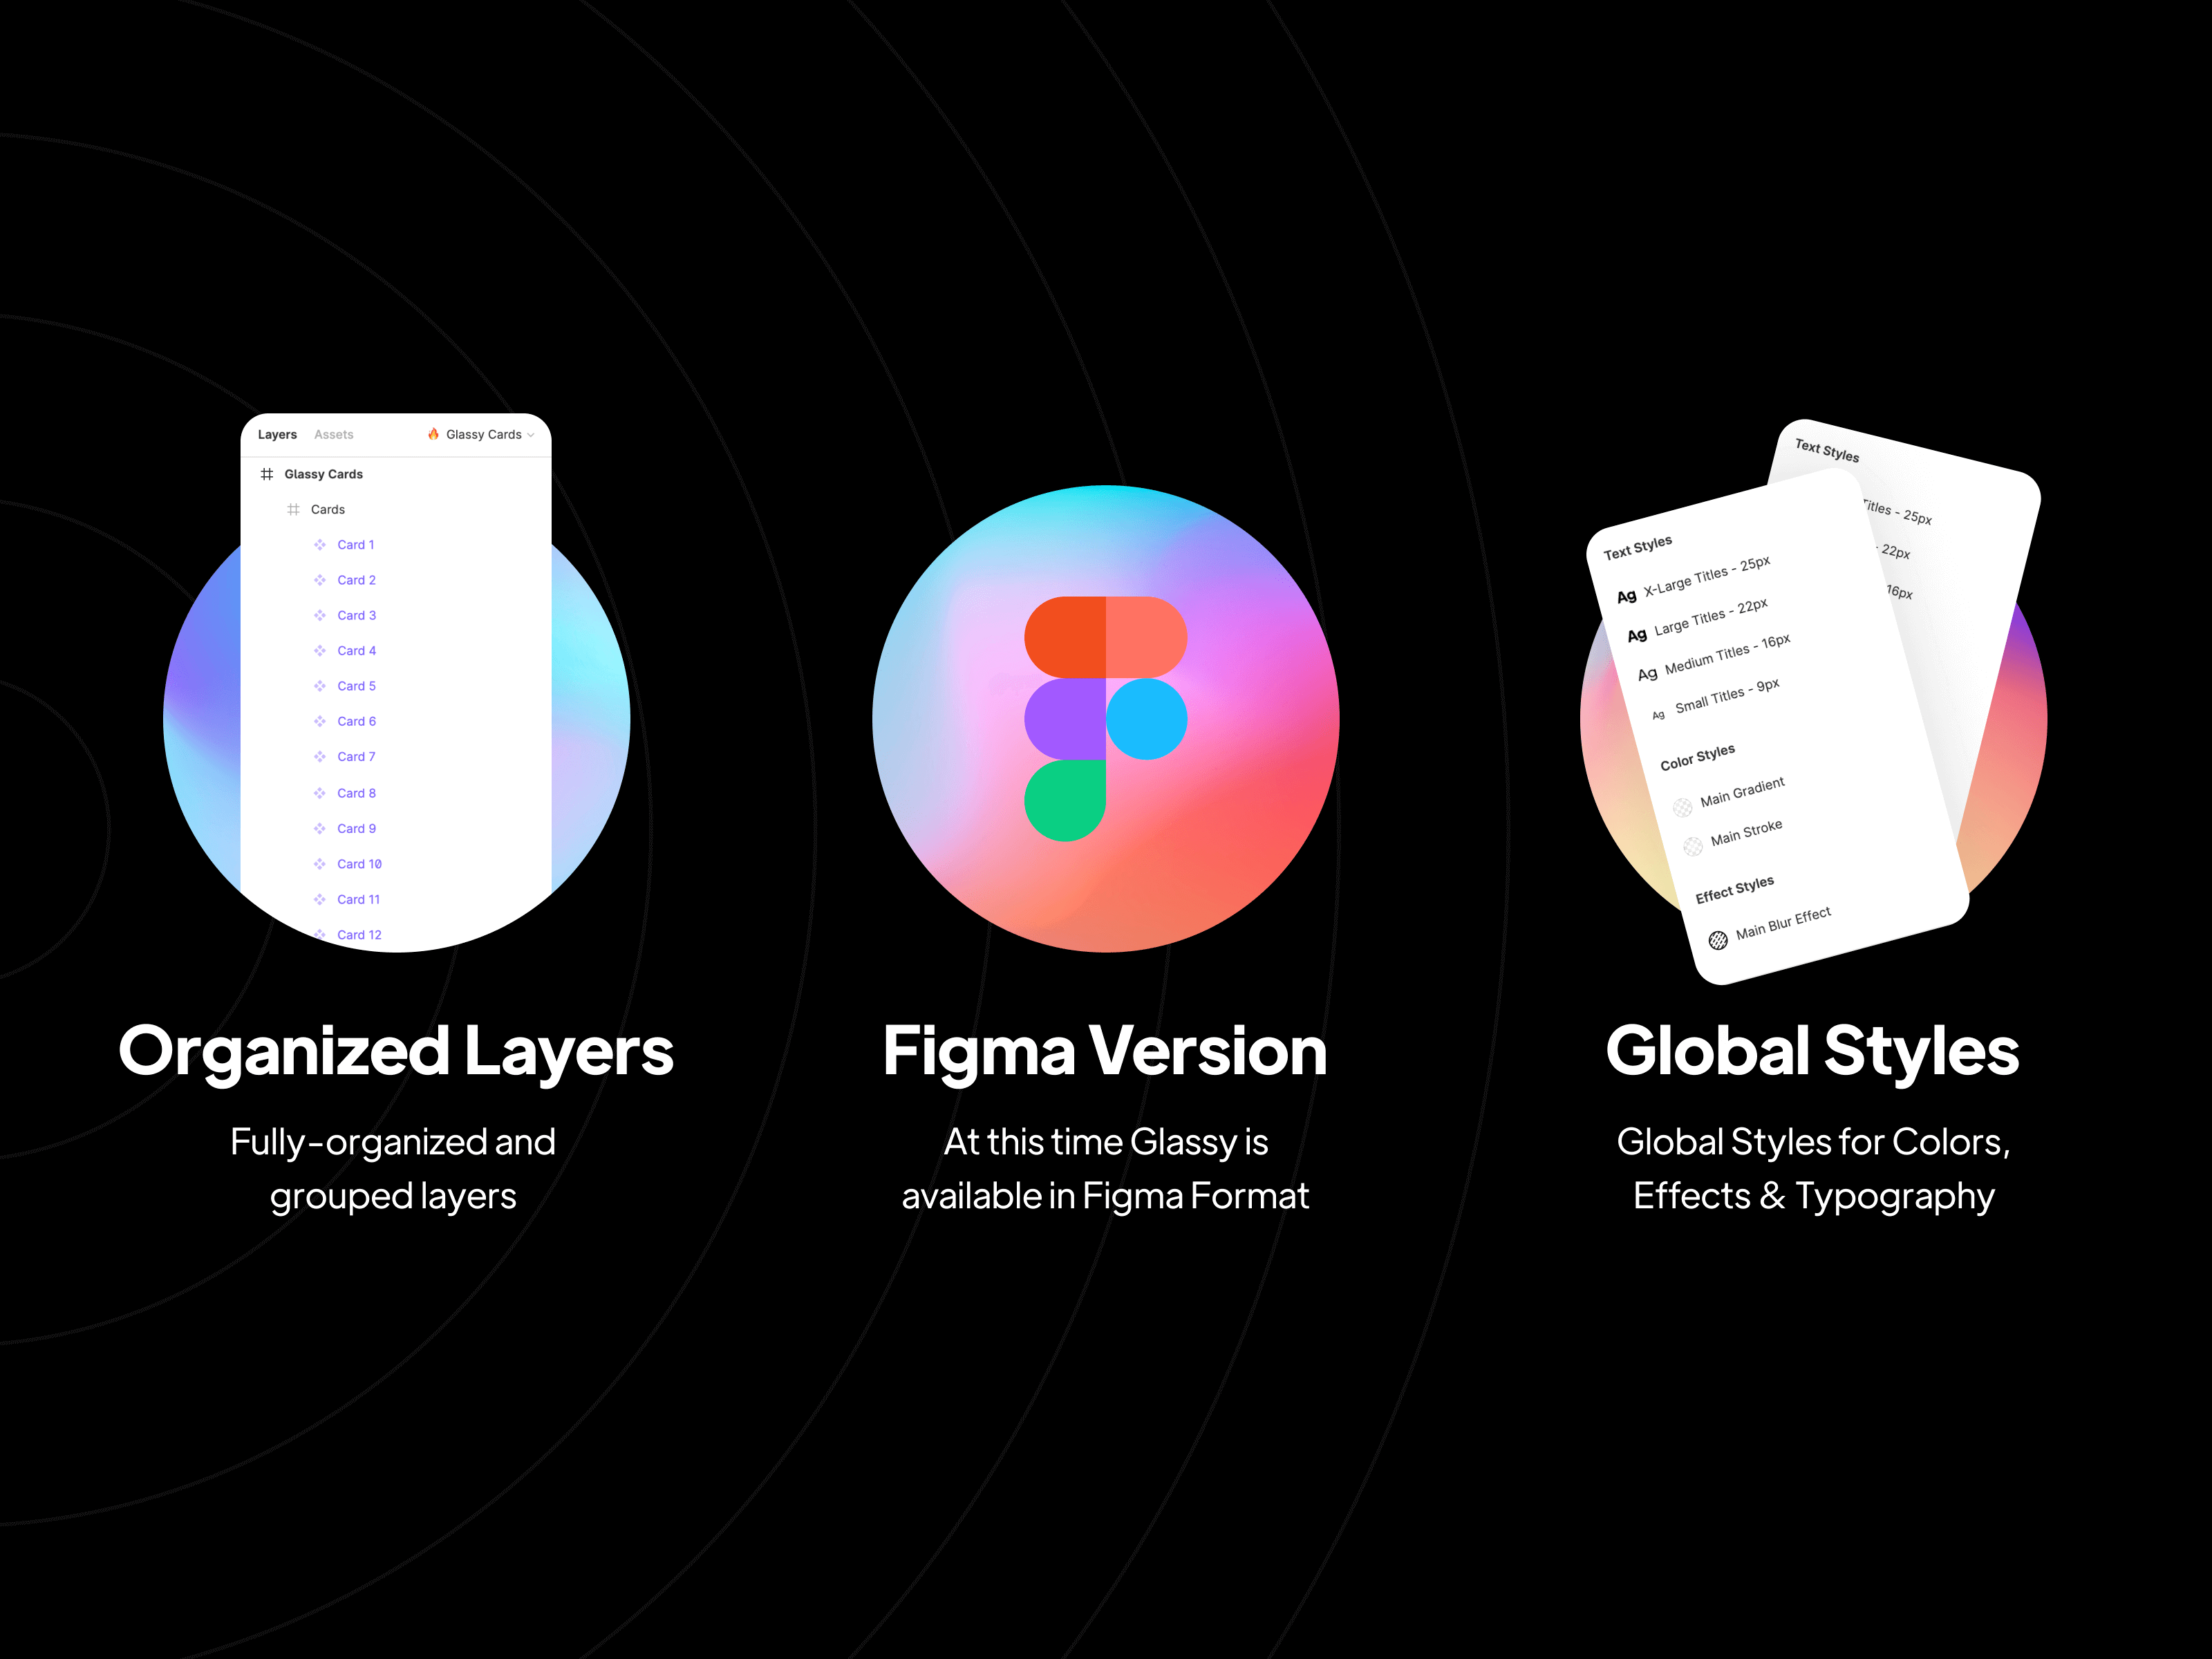 Layers Assets 🔥 Glassy Cards
Glassy Cards
Cards
Card 1
Card 2
Card 3
Card 4
Card 5
Card 6
Card 7
Card 8
Card 9
Card 10
Card 11
Card 12
Organized Layers
Fully-organized and
grouped layers
Figma Version
At this time Glassy is
available in Figma Format
Text Styles
Titles - 25px
- 22px
16px
Text Styles
Ag X-Large Titles - 25px
Ag Large Titles - 22px
Ag Medium Titles - 16px
Ag Small Titles - 9px
Color Styles
Main Gradient
Main Stroke
Effect Styles
Main Blur Effect
Global Styles
Global Styles for Colors,
Effects & Typography